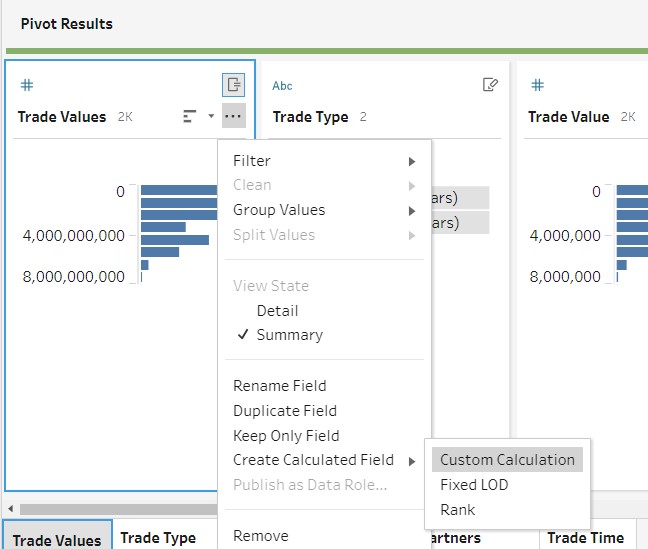 Pivot Results
#
Abc
#
Trade Values 2K
Trade Type 2
Trade Value 2K
Filter
Clean
Group Values
Split Values
View State
Detail
Summary
Rename Field
Duplicate Field
Keep Only Field
Create Calculated Field
Publish as Data Role...
Remove
Custom Calculation
Fixed LOD
Rank
0
4,000,000,000
8,000,000,000
ars)
ars)
0
4,000,000
8,000,000
Trade Values
Trade Type
artners
Trade Time